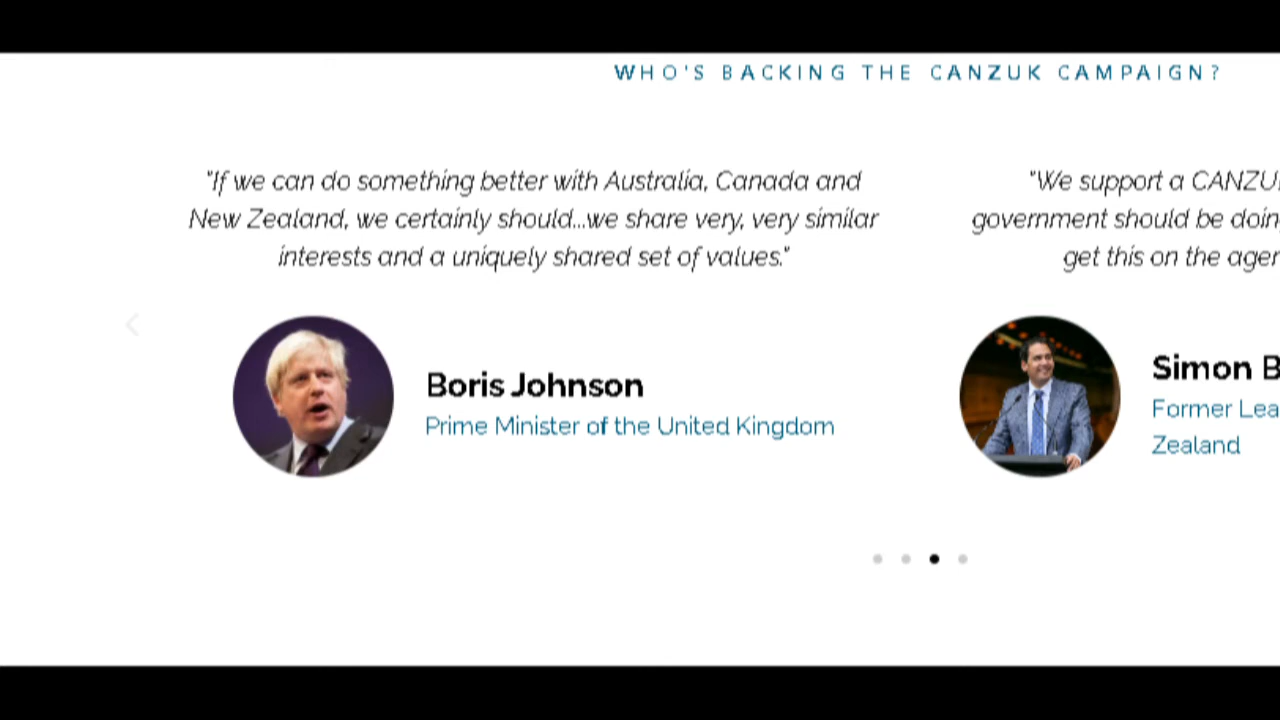 WHO'S BACKING THE CANZUK CAMPAIGN?
"If we can do something better with Australia, Canada and
New Zealand, we certainly should...we share very, very similar
interests and a uniquely shared set of values."
Boris Johnson
Prime Minister of the United Kingdom
"We support a
government should be
get this on the
Simon
Former
Zealand